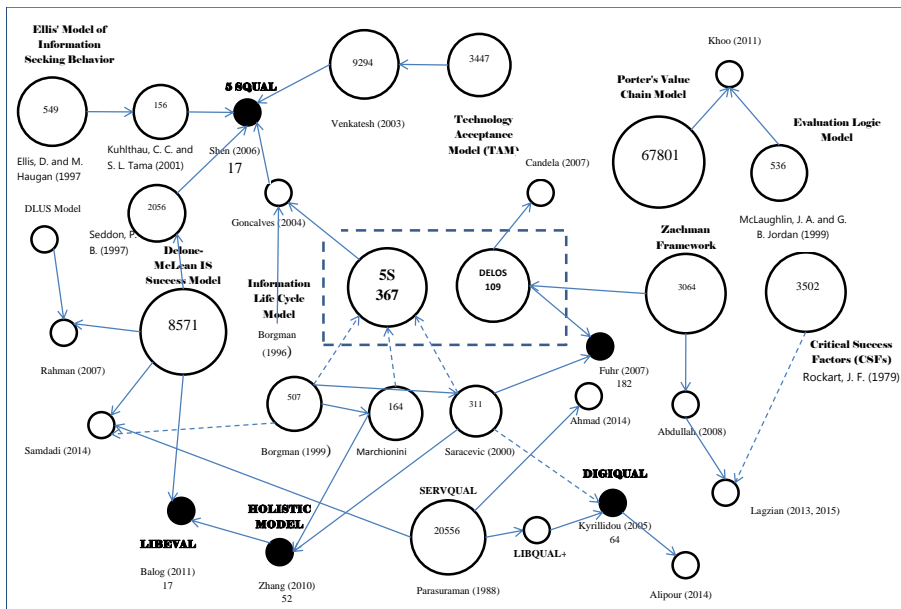 Ellis' Model of
Information
Seeking Behavior
549
156
Ellis, D. and M.
Haugan (1997
Kuhlthau, C. C. and
S. L. Tama (2001)
5 SQUAL
Shen (2006)
17
9294
Venkatesh (2003)
3447
Technology
Acceptance
Model (TAM)
Khoo (2011)
Porter's Value
Chain Model
67801
Evaluation Logic
Model
536
McLaughlin, J. A. and G.
B. Jordan (1999)
Candela (2007)
DLUS Model
2056
Seddon, P.
B. (1997)
Goncalves (2004)
Delone-
McLean IS
Success Model
8571
Information
Life Cycle
Model
Borgman
(1996)
5S
367
DELOS
109
Zachman
Framework
3064
3502
Critical Success
Factors (CSFs)
Rockart, J. F. (1979)
Rahman (2007)
Fuhr (2007)
182
507
164
311
Ahmad (2014)
Abdullah (2008)
Samdadi (2014)
Borgman (1999)
Marchionini
Saracevic (2000)
SERVQUAL
DIGIQUAL
Lagzian (2013, 2015)
HOLISTIC
MODEL
LIBEVAL
Balog (2011)
17
Zhang (2010)
52
20556
Parasuraman (1988)
LIBQUAL+
Kyrillidou (2005)
64
Alipour (2014)